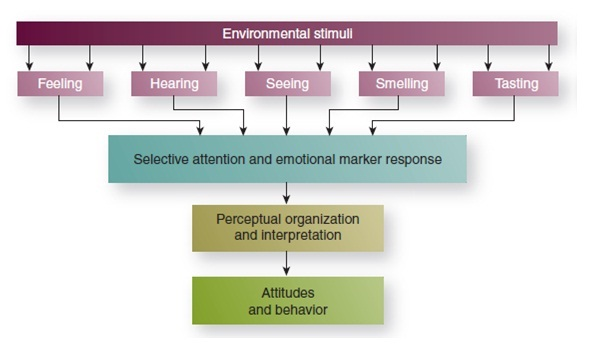 Environmental stimuli
Feeling
Hearing
Seeing
Smelling
Tasting
Selective attention and emotional marker response
Perceptual organization
and interpretation
Attitudes
and behavior